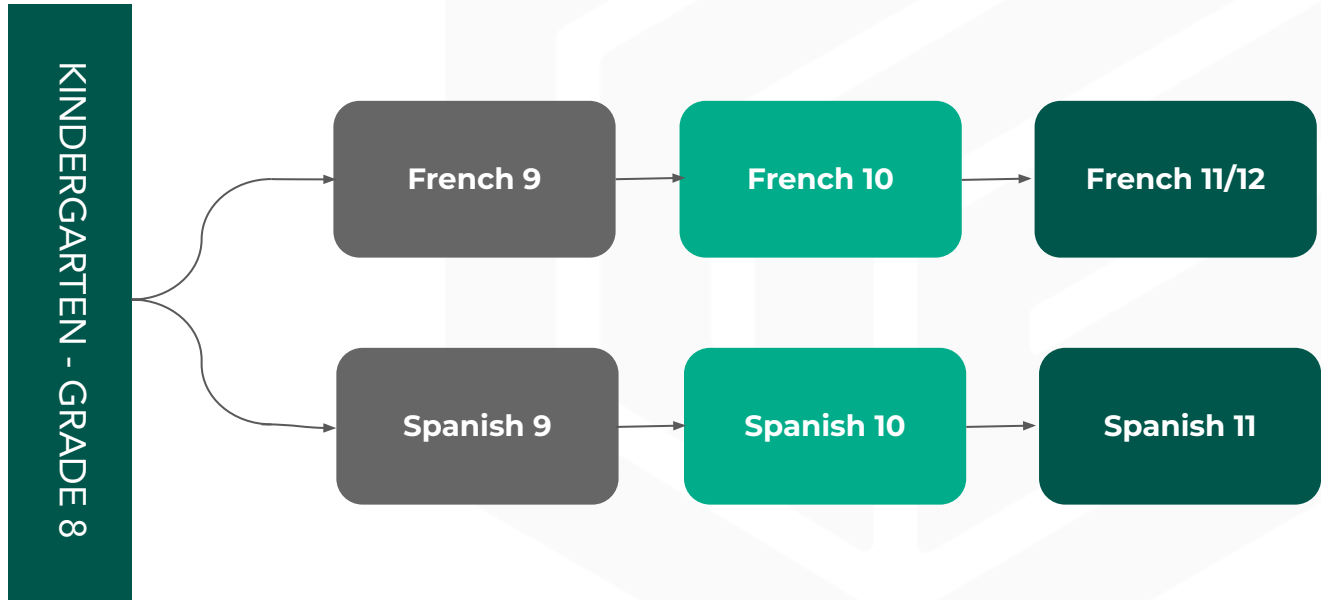 KINDERGARTEN - GRADE 8
French 9
French 10
French 11/12
Spanish 9
Spanish 10
Spanish 11